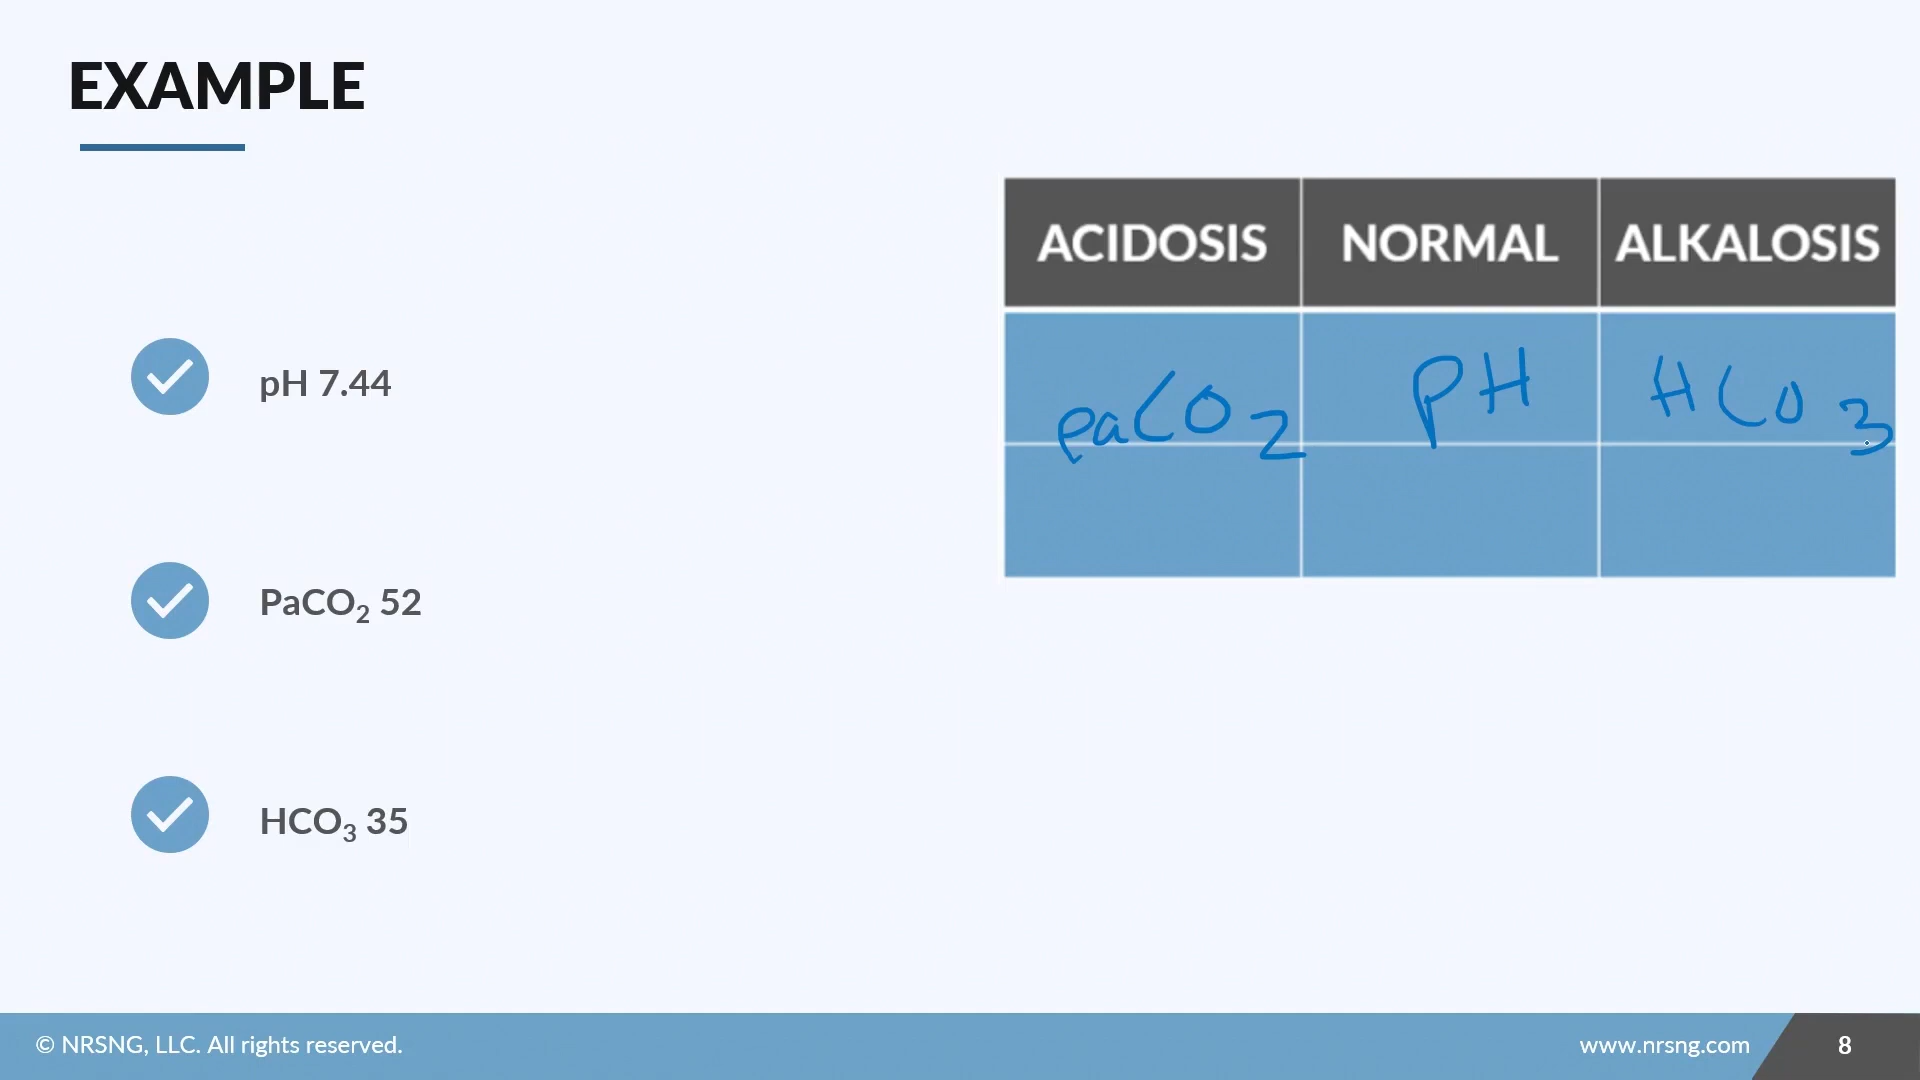 EXAMPLE
ACIDOSIS NORMAL ALKALOSIS
paCO2 PH HCO3
pH 7.44
PaCO₂ 52
HCO₃ 35
© NRSNG, LLC. All rights reserved. www.nrsng.com 8